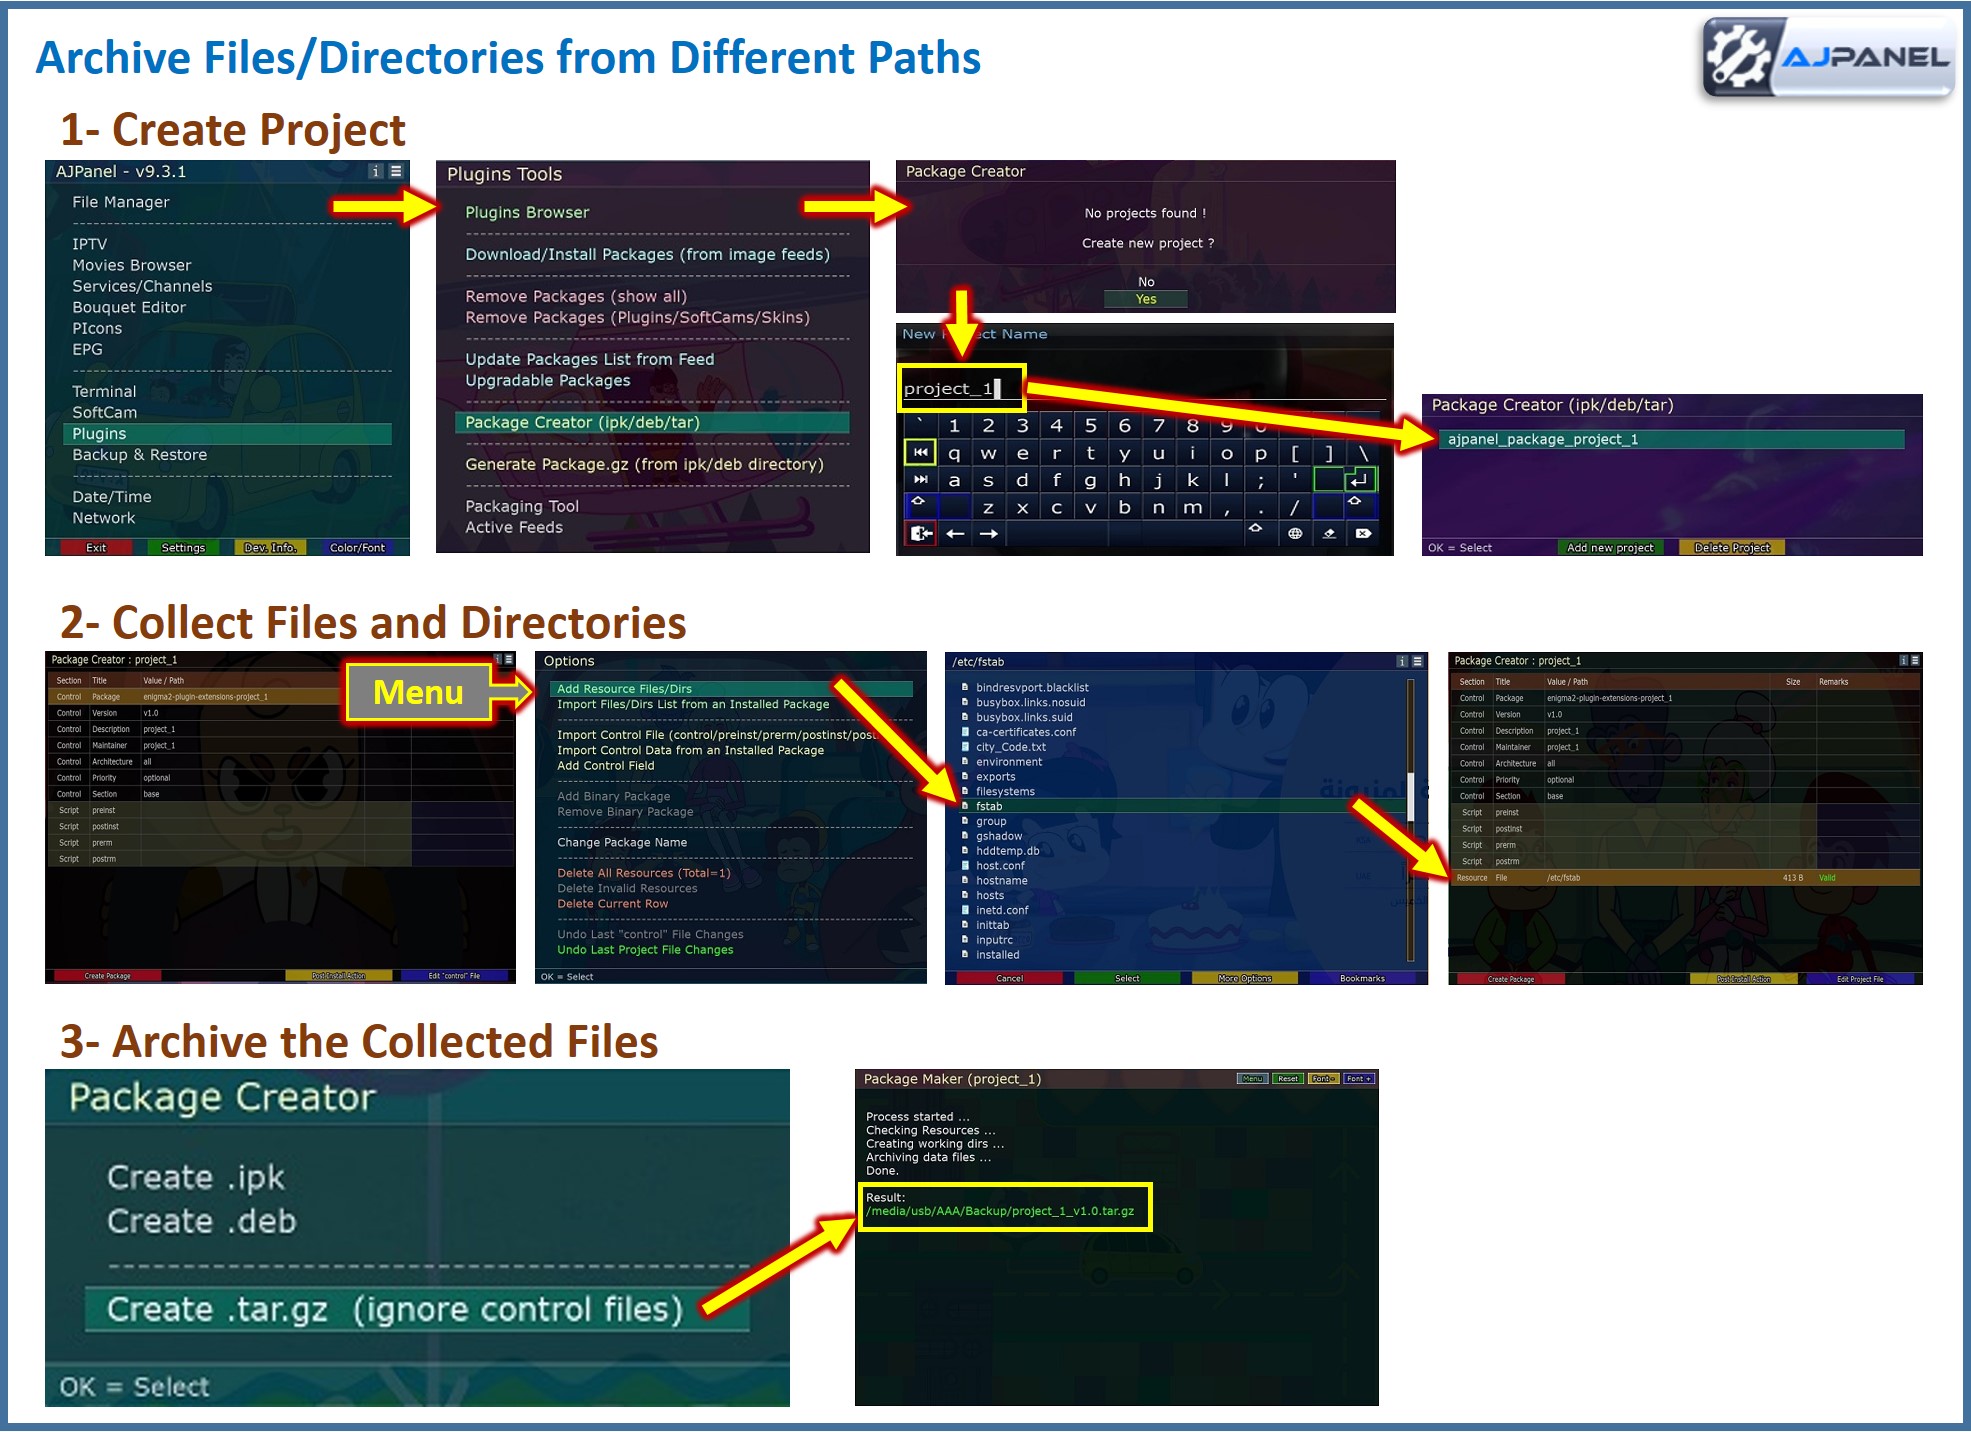 Archive Files/Directories from Different Paths
AJPANEL
1- Create Project
AJPanel - v9.3.1
File Manager
IPTV
Movies Browser
Services/Channels
Bouquet Editor
PIcons
EPG
Terminal
SoftCam
Plugins
Backup & Restore
Date/Time
Network
Exit
Settings
Dev. Info.
Color/Font
Plugins Tools
Plugins Browser
Download/Install Packages (from image feeds)
Remove Packages (show all)
Remove Packages (Plugins/SoftCams/Skins)
Update Packages List from Feed
Upgradable Packages
Package Creator (ipk/deb/tar)
Generate Package.gz (from ipk/deb directory)
Packaging Tool
Active Feeds
Package Creator
No projects found !
Create new project ?
No
Yes
New
ect Name
project_1
` 1 2 3 4 5 6 7 8 9
q w e r t y u i o p [ ] \
a s d f g h j k l ; '
z x c v b n m , . /
Package Creator (ipk/deb/tar)
ajpanel_package_project_1
OK = Select
Add new project
Delete Project
2- Collect Files and Directories
Package Creator : project_1
Section Title Value / Path
Control Package enigma2-plugin-extensions-project_1
Control Version v1.0
Control Description project_1
Control Maintainer project_1
Control Architecture all
Control Priority optional
Control Section base
Script preinst
Script postinst
Script prerm
Script postrm
Create Package
Post Install Action
Edit "control" File
Menu
Options
Add Resource Files/Dirs
Import Files/Dirs List from an Installed Package
Import Control File (control/preinst/prerm/postinst/post
Import Control Data from an Installed Package
Add Control Field
Add Binary Package
Remove Binary Package
Change Package Name
Delete All Resources (Total=1)
Delete Invalid Resources
Delete Current Row
Undo Last "control" File Changes
Undo Last Project File Changes
OK = Select
/etc/fstab
bindresvport.blacklist
busybox.links.nosuid
busybox.links.suid
ca-certificates.conf
city_Code.txt
environment
exports
filesystems
fstab
group
gshadow
hddtemp.db
host.conf
hostname
hosts
inetd.conf
inittab
inputrc
installed
Cancel
Select
More Options
Bookmarks
Package Creator : project_1
Section Title Value / Path Size Remarks
Control Package enigma2-plugin-extensions-project_1
Control Version v1.0
Control Description project_1
Control Maintainer project_1
Control Architecture all
Control Priority optional
Control Section base
Script preinst
Script postinst
Script prerm
Script postrm
Resource File /etc/fstab 413 B Valid
Create Package
Post Install Action
Edit Project File
3- Archive the Collected Files
Package Creator
Create .ipk
Create .deb
Create .tar.gz (ignore control files)
OK = Select
Package Maker (project_1)
Menu
Reset
Font -
Font +
Process started ...
Checking Resources ...
Creating working dirs ...
Archiving data files ...
Done.
Result:
/media/usb/AAA/Backup/project_1_v1.0.tar.gz